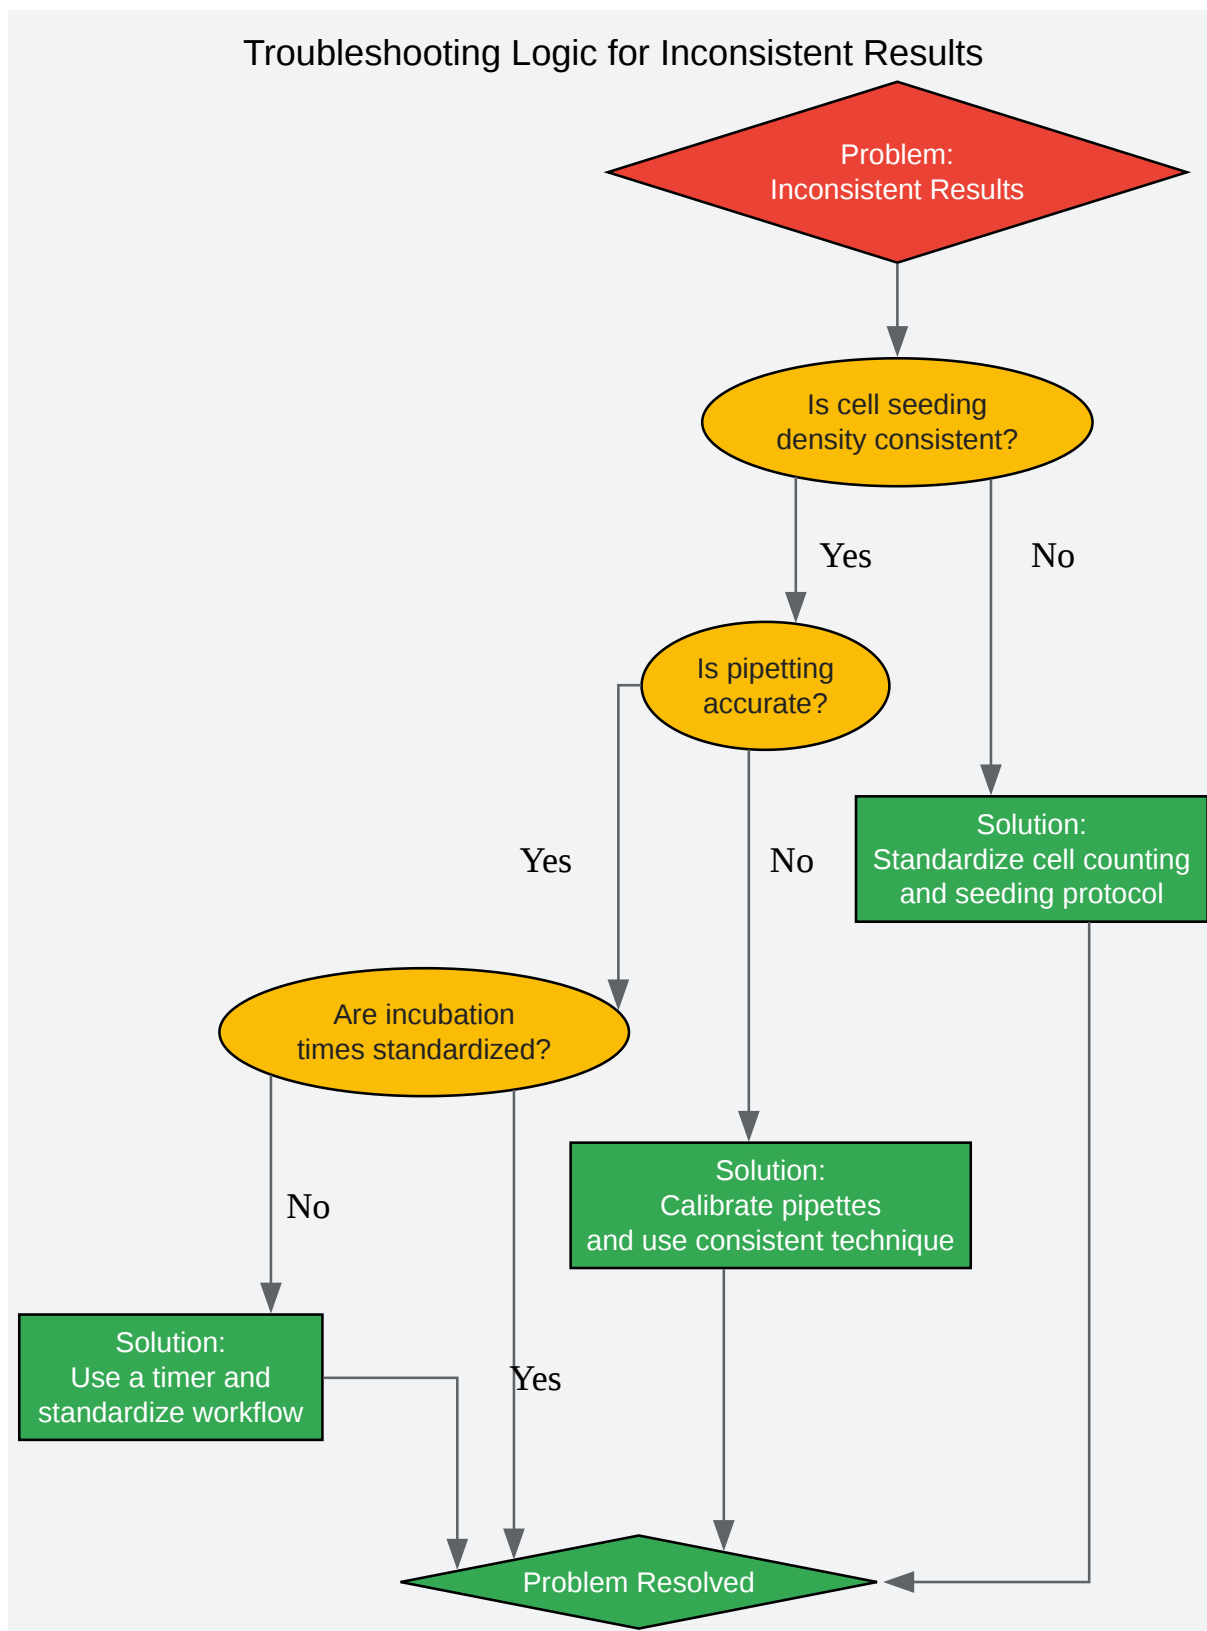 Troubleshooting Logic for Inconsistent Results
Problem:
Inconsistent Results
Is cell seeding
density consistent?
Yes
No
Is pipetting
accurate?
Solution:
Standardize cell counting
and seeding protocol
Yes
No
Are incubation
times standardized?
Solution:
Calibrate pipettes
and use consistent technique
No
Solution:
Use a timer and
standardize workflow
Yes
Problem Resolved